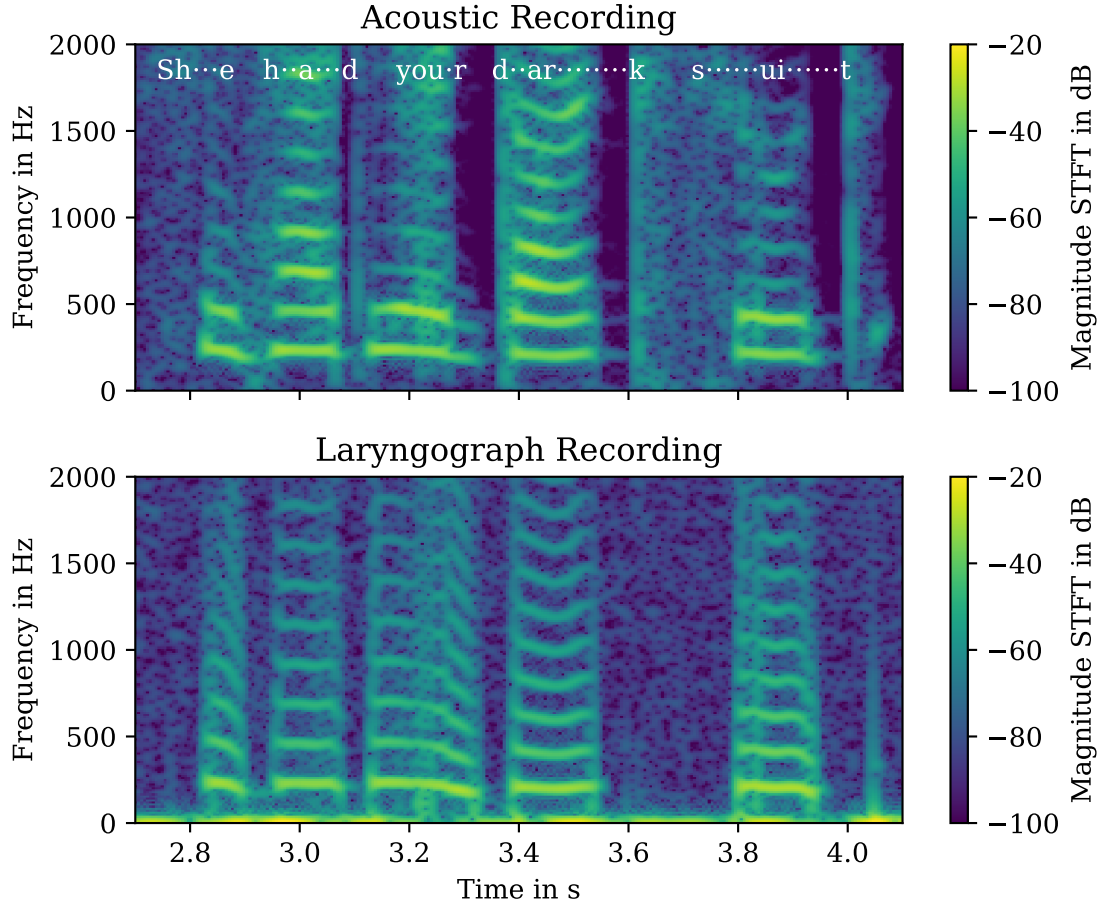 Acoustic Recording
Sh···e h··a···d you·r d··ar········k s······ui······t
2000
1500
1000
500
0
Frequency in Hz
−20
−40
−60
−80
−100
Magnitude STFT in dB
Laryngograph Recording
2000
1500
1000
500
0
Frequency in Hz
2.8 3.0 3.2 3.4 3.6 3.8 4.0
Time in s
−20
−40
−60
−80
−100
Magnitude STFT in dB